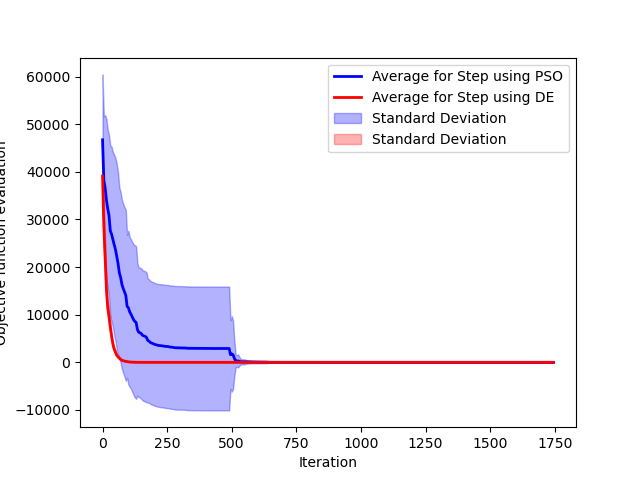 60000
50000
40000
30000
20000
10000
0
−10000
Objective function evaluation
0 250 500 750 1000 1250 1500 1750
Iteration
Average for Step using PSO
Average for Step using DE
Standard Deviation
Standard Deviation